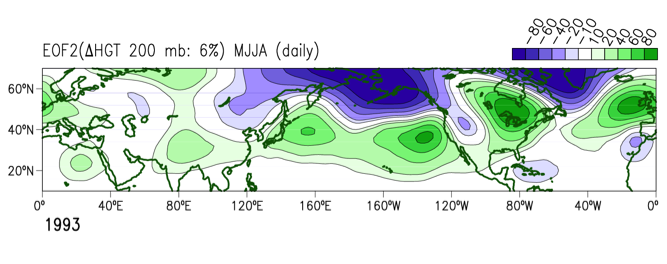 -80 -60 -40 -20 -10 10 20 40 60 80
EOF2(ΔHGT 200 mb: 6%) MJJA (daily)
60°N
40°N
20°N
0° 40°E 80°E 120°E 160°E 160°W 120°W 80°W 40°W 0°
1993